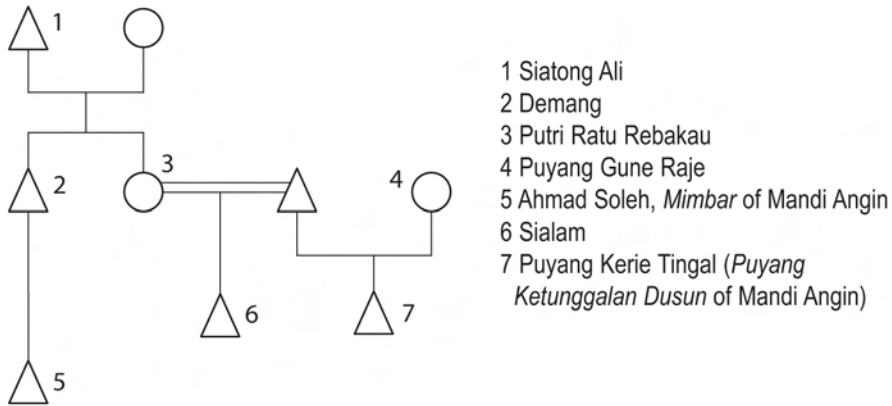 1
3
2
4
6
7
5
1 Siatong Ali
2 Demang
3 Putri Ratu Rebakau
4 Puyang Gune Raje
5 Ahmad Soleh, Mimbar of Mandi Angin
6 Sialam
7 Puyang Kerie Tingal (Puyang
Ketunggalan Dusun of Mandi Angin)